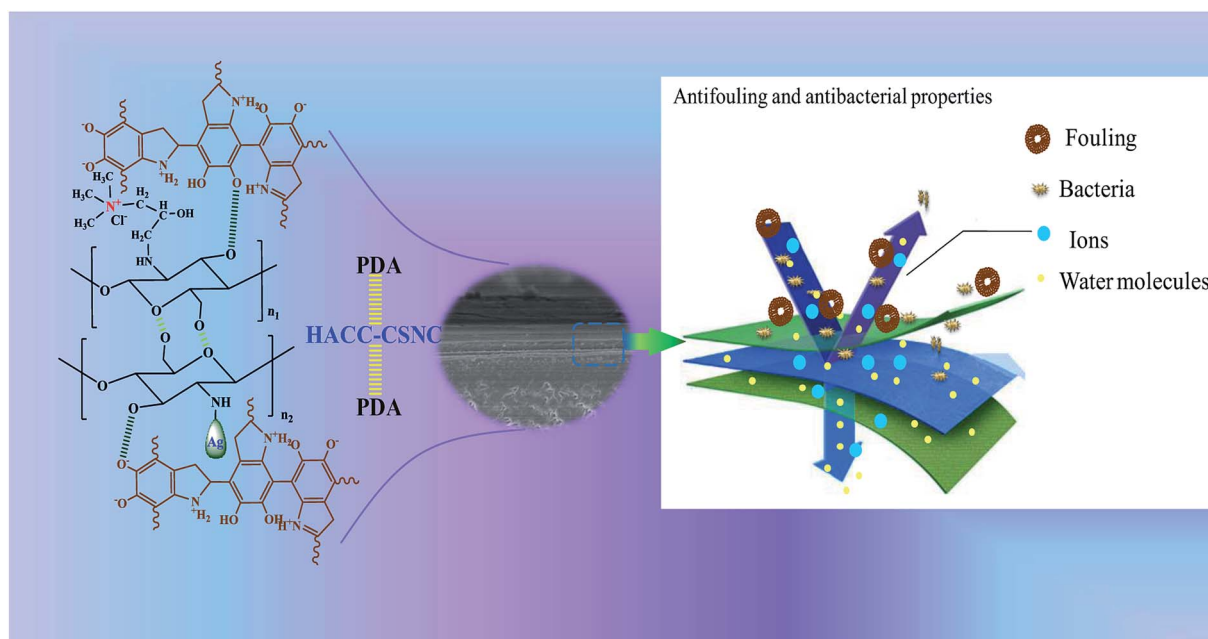 ⁻O
⁻O
N
⁺H₂
HO
O
N⁺
H₂
O
O⁻
H⁺N
H₃C
H₃C
H₃C
N⁺
Cl⁻
H₂
C
H
C
OH
H₂C
HN
O
O
O
O
O
n₁
O
O
O
O
O
NH
n₂
Ag
O⁻
⁻O
N
⁺H₂
HO
OH
N⁺
H₂
O
O⁻
H⁺N
PDA
HACC-CSNC
PDA
Antifouling and antibacterial properties
Fouling
Bacteria
Ions
Water molecules